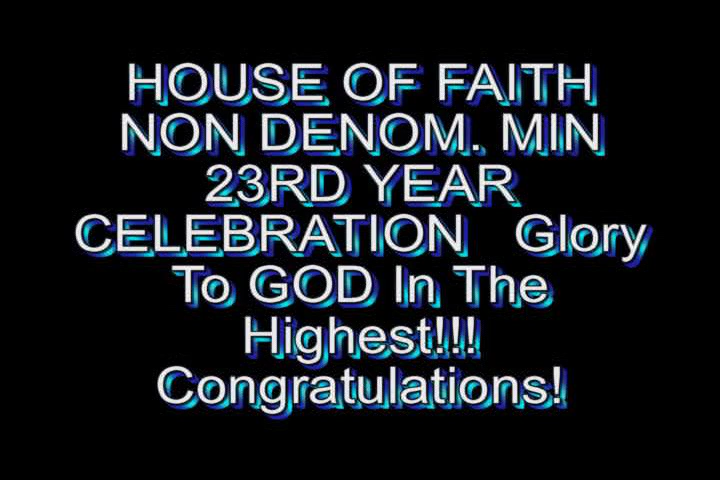 HOUSE OF FAITH
NON DENOM. MIN
23RD YEAR
CELEBRATION Glory
To GOD In The
Highest!!!
Congratulations!